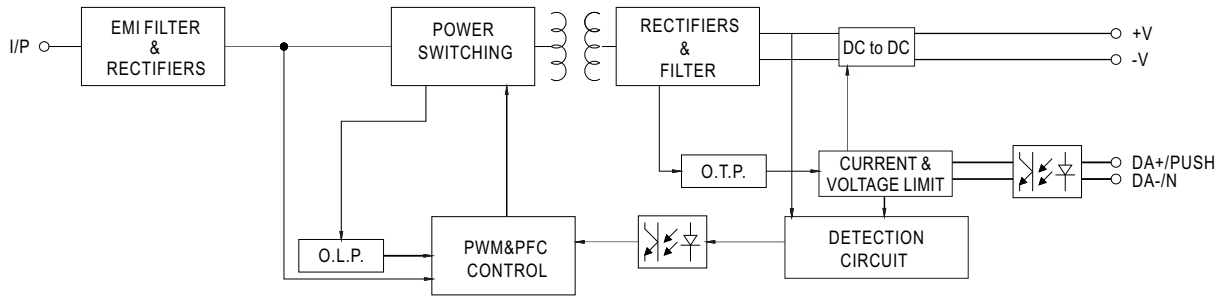 I/P
EMI FILTER
&
RECTIFIERS
POWER
SWITCHING
RECTIFIERS
&
FILTER
DC to DC
+V
-V
O.T.P.
CURRENT &
VOLTAGE LIMIT
DA+/PUSH
DA-/N
O.L.P.
PWM&PFC
CONTROL
DETECTION
CIRCUIT